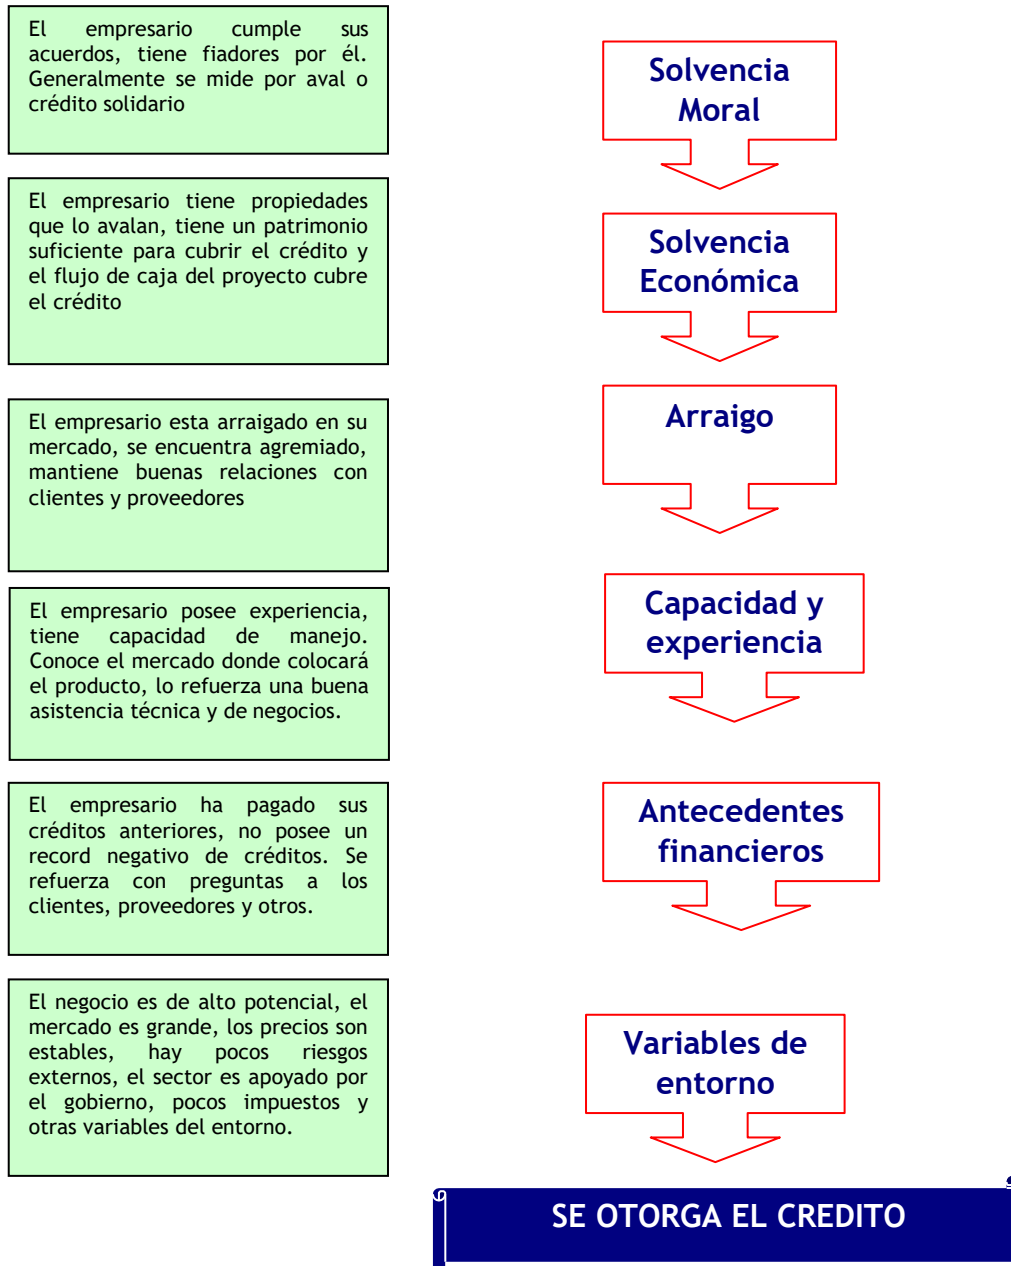 El empresario cumple sus
acuerdos, tiene fiadores por él.
Generalmente se mide por aval o
crédito solidario
Solvencia
Moral
El empresario tiene propiedades
que lo avalan, tiene un patrimonio
suficiente para cubrir el crédito y
el flujo de caja del proyecto cubre
el crédito
Solvencia
Económica
El empresario esta arraigado en su
mercado, se encuentra agremiado,
mantiene buenas relaciones con
clientes y proveedores
Arraigo
El empresario posee experiencia,
tiene capacidad de manejo.
Conoce el mercado donde colocará
el producto, lo refuerza una buena
asistencia técnica y de negocios.
Capacidad y
experiencia
El empresario ha pagado sus
créditos anteriores, no posee un
record negativo de créditos. Se
refuerza con preguntas a los
clientes, proveedores y otros.
Antecedentes
financieros
El negocio es de alto potencial, el
mercado es grande, los precios son
estables, hay pocos riesgos
externos, el sector es apoyado por
el gobierno, pocos impuestos y
otras variables del entorno.
Variables de
entorno
SE OTORGA EL CREDITO